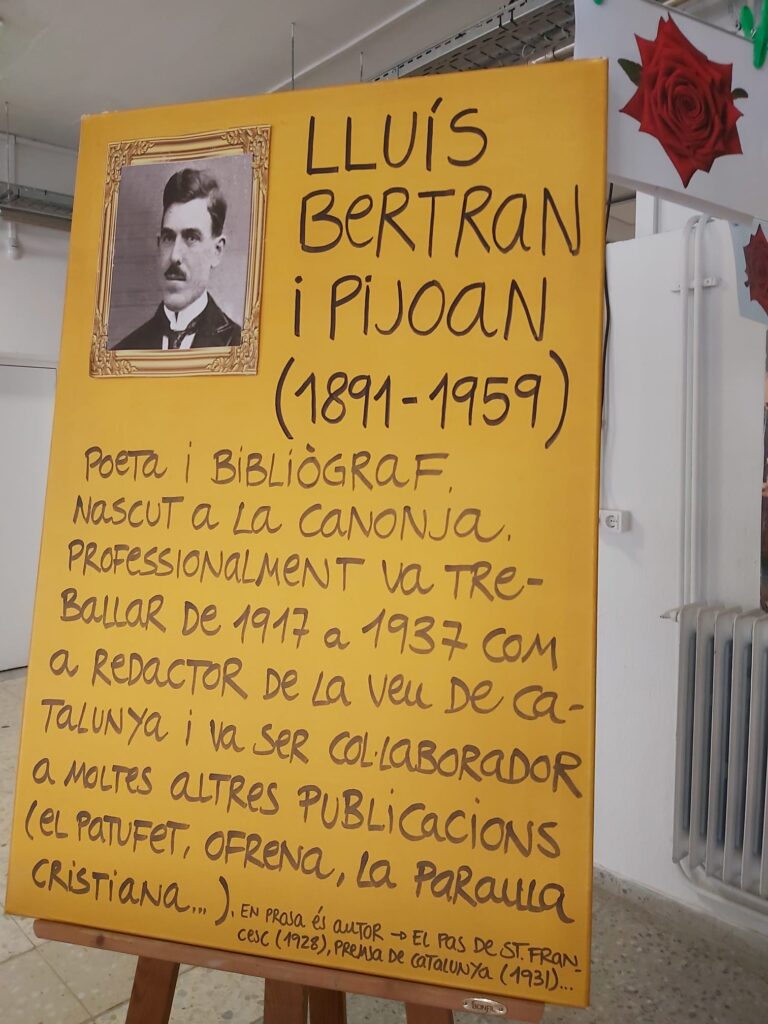 LLUÍS
BERTRAN
i PiJOAN
(1891-1959)
POETA i BIBLIÒGRAF.
NASCUT A LA CANONJA.
PROFESSIONALMENT VA TRE-
BALLAR DE 1917 a 1937 COM
A REDACTOR DE LA VEU DE CA-
TALUNYA i VA SER COL·LABORADOR
A MOLTES ALTRES PUBLICACIONS
(EL PATUFET, OFRENA, LA PARAULA
CRISTIANA...). EN PROSA ÉS AUTOR → EL PAS DE ST. FRAN-
CESC (1928), PREMSA DE CATALUNYA (1931)...
BONFIL